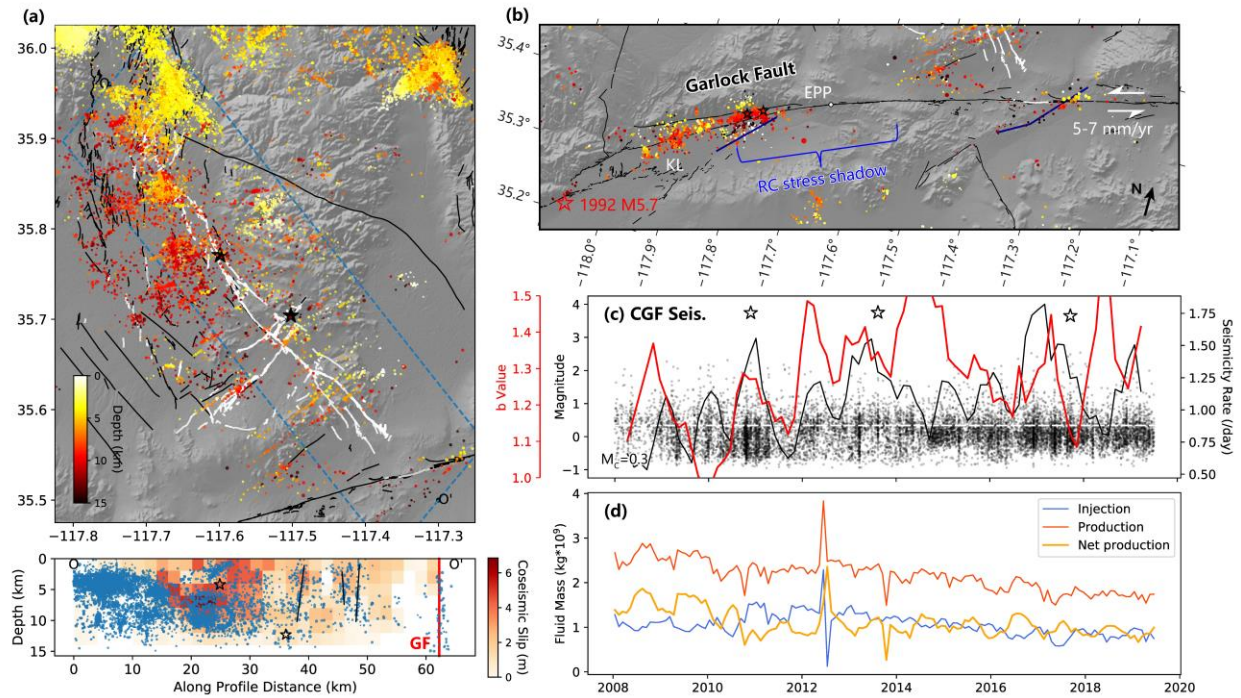 (a)
36.0
35.9
35.8
35.7
35.6
35.5
0
5
10
15
Depth (km)
O'
−117.8 −117.7 −117.6 −117.5 −117.4 −117.3
O
O'
0
5
10
15
Depth (km)
GF
0 10 20 30 40 50 60
Along Profile Distance (km)
6
4
2
0
Coseismic Slip (m)
(b)
35.4°
35.3°
35.2°
Garlock Fault
EPP
5-7 mm/yr
KL
RC stress shadow
1992 M5.7
N
−118.0° −117.9° −117.8° −117.7° −117.6° −117.5° −117.4° −117.3° −117.2° −117.1°
(c) CGF Seis.
1.5
1.4
1.3
1.2
1.1
1.0
b Value
4
3
2
1
0
−1
Magnitude
Mc=0.3
1.75
1.50
1.25
1.00
0.75
0.50
Seismicity Rate (/day)
(d)
4
3
2
1
0
Fluid Mass (kg*10⁹)
Injection
Production
Net production
2008 2010 2012 2014 2016 2018 2020